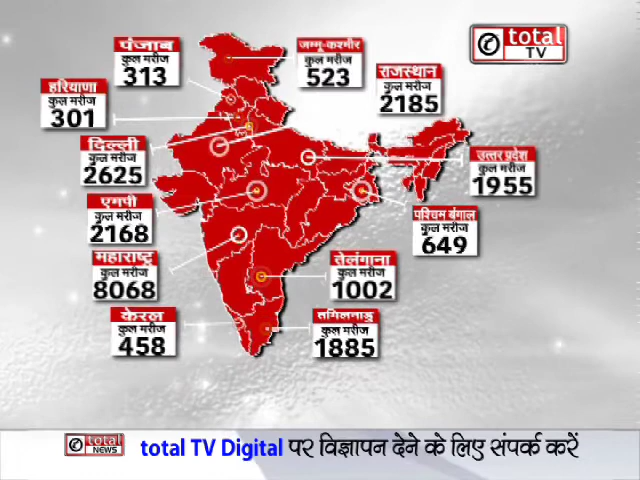 पंजाब
कुल मरीज
313
जम्मू-कश्मीर
कुल मरीज
523
total
TV
राजस्थान
कुल मरीज
2185
हरियाणा
कुल मरीज
301
दिल्ली
कुल मरीज
2625
उत्तर प्रदेश
कुल मरीज
1955
एमपी
कुल मरीज
2168
पश्चिम बंगाल
कुल मरीज
649
महाराष्ट्र
कुल मरीज
8068
तेलंगाना
कुल मरीज
1002
केरल
कुल मरीज
458
तमिलनाडु
कुल मरीज
1885
total
NEWS
total TV Digital पर विज्ञापन देने के लिए संपर्क करें